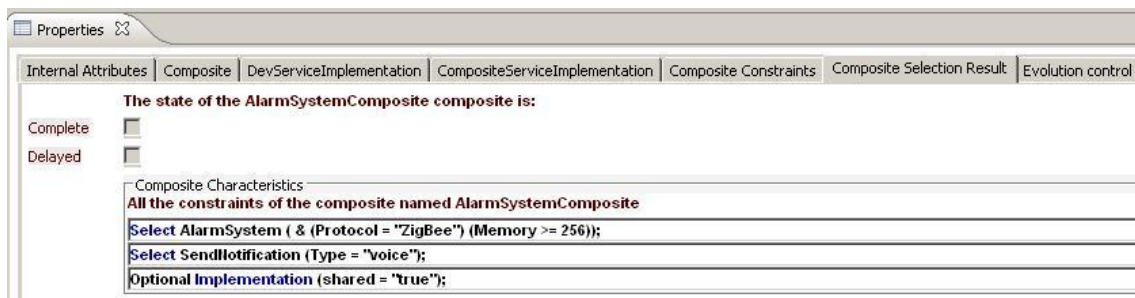 Properties
Internal Attributes Composite DevServiceImplementation CompositeServiceImplementation Composite Constraints Composite Selection Result Evolution control
The state of the AlarmSystemComposite composite is:
Complete
Delayed
Composite Characteristics
All the constraints of the composite named AlarmSystemComposite
Select AlarmSystem ( & (Protocol = "ZigBee") (Memory >= 256));
Select SendNotification (Type = "voice");
Optional Implementation (shared = "true");